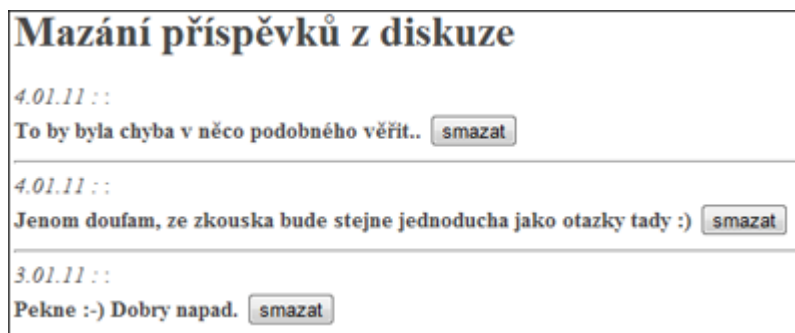 Mazání příspěvků z diskuze
4.01.11 : :
To by byla chyba v něco podobného věřit.. smazat
4.01.11 : :
Jenom doufam, ze zkouska bude stejne jednoducha jako otazky tady :) smazat
3.01.11 : :
Pekne :-) Dobry napad. smazat